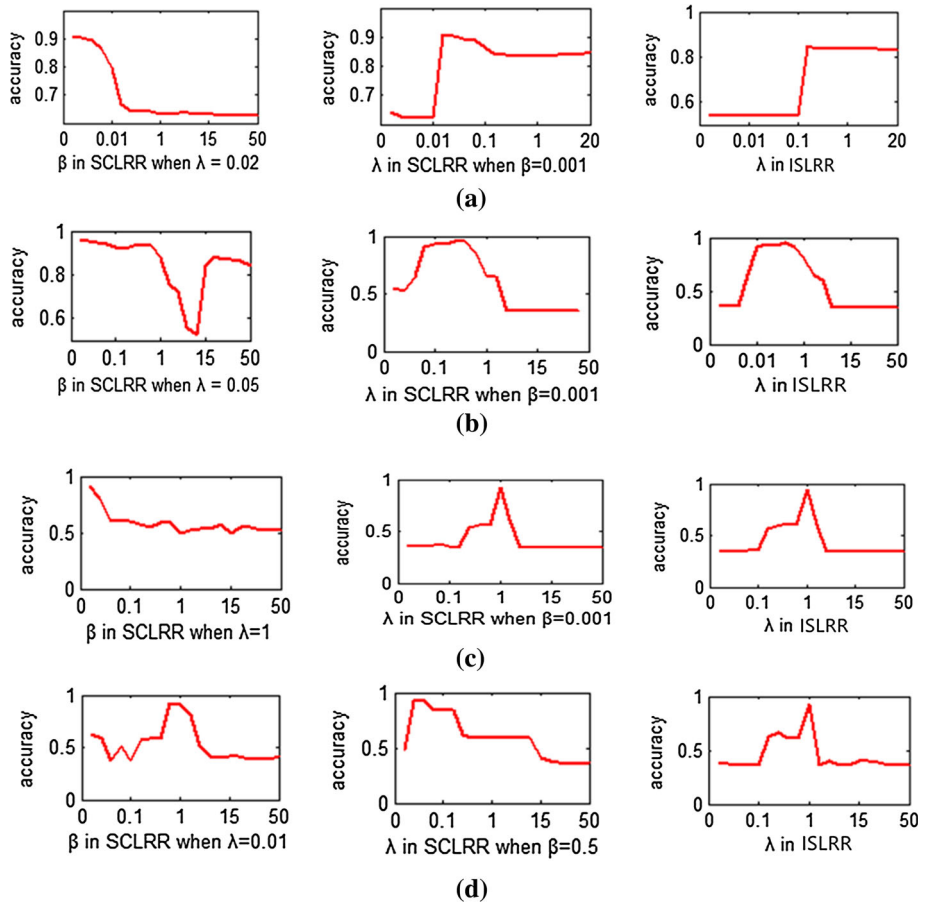 accuracy
0.9
0.8
0.7
0 0.01 1 15 50
β in SCLRR when λ = 0.02
accuracy
0.9
0.8
0.7
0 0.01 0.1 1 20
λ in SCLRR when β=0.001
accuracy
1
0.8
0.6
0 0.01 0.1 1 20
λ in ISLRR
(a)
accuracy
1
0.8
0.6
0 0.1 1 15 50
β in SCLRR when λ = 0.05
accuracy
1
0.5
0
0 0.1 1 15 50
λ in SCLRR when β=0.001
accuracy
1
0.5
0
0 0.01 0.1 1 15 50
λ in ISLRR
(b)
accuracy
1
0.5
0
0 0.1 1 15 50
β in SCLRR when λ=1
accuracy
1
0.5
0
0 0.1 1 15 50
λ in SCLRR when β=0.001
accuracy
1
0.5
0
0 0.1 1 15 50
λ in ISLRR
(c)
accuracy
1
0.5
0
0 0.1 1 15 50
β in SCLRR when λ=0.01
accuracy
1
0.5
0
0 0.1 1 15 50
λ in SCLRR when β=0.5
accuracy
1
0.5
0
0 0.1 1 15 50
λ in ISLRR
(d)